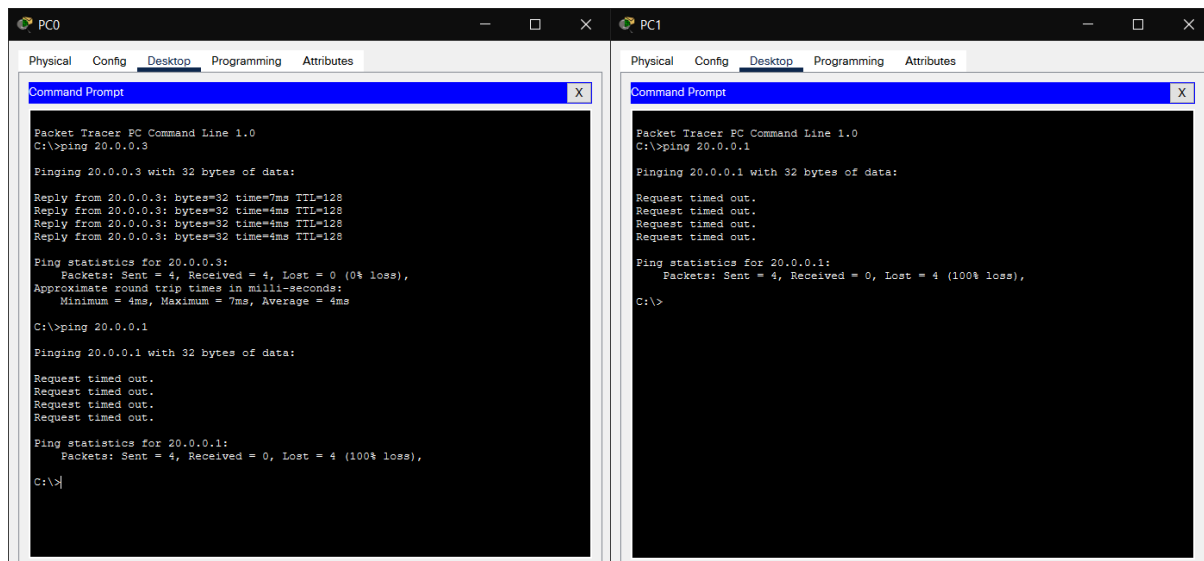 PC0
Physical Config Desktop Programming Attributes
Command Prompt X
Packet Tracer PC Command Line 1.0
C:\>ping 20.0.0.3
Pinging 20.0.0.3 with 32 bytes of data:
Reply from 20.0.0.3: bytes=32 time=7ms TTL=128
Reply from 20.0.0.3: bytes=32 time=4ms TTL=128
Reply from 20.0.0.3: bytes=32 time=4ms TTL=128
Reply from 20.0.0.3: bytes=32 time=4ms TTL=128
Ping statistics for 20.0.0.3:
Packets: Sent = 4, Received = 4, Lost = 0 (0% loss),
Approximate round trip times in milli-seconds:
Minimum = 4ms, Maximum = 7ms, Average = 4ms
C:\>ping 20.0.0.1
Pinging 20.0.0.1 with 32 bytes of data:
Request timed out.
Request timed out.
Request timed out.
Request timed out.
Ping statistics for 20.0.0.1:
Packets: Sent = 4, Received = 0, Lost = 4 (100% loss),
C:\>
PC1
Physical Config Desktop Programming Attributes
Command Prompt X
Packet Tracer PC Command Line 1.0
C:\>ping 20.0.0.1
Pinging 20.0.0.1 with 32 bytes of data:
Request timed out.
Request timed out.
Request timed out.
Request timed out.
Ping statistics for 20.0.0.1:
Packets: Sent = 4, Received = 0, Lost = 4 (100% loss),
C:\>